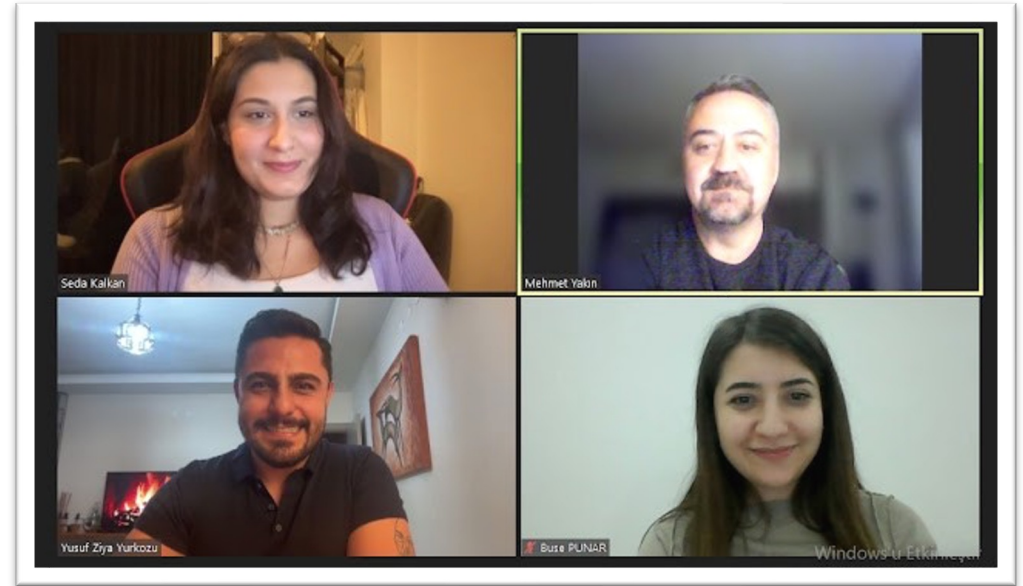 Seda Kalkan
Mehmet Yakın
Yusuf Ziya Yurkozu
Buse PUNAR
Windows'u Etkinleştir